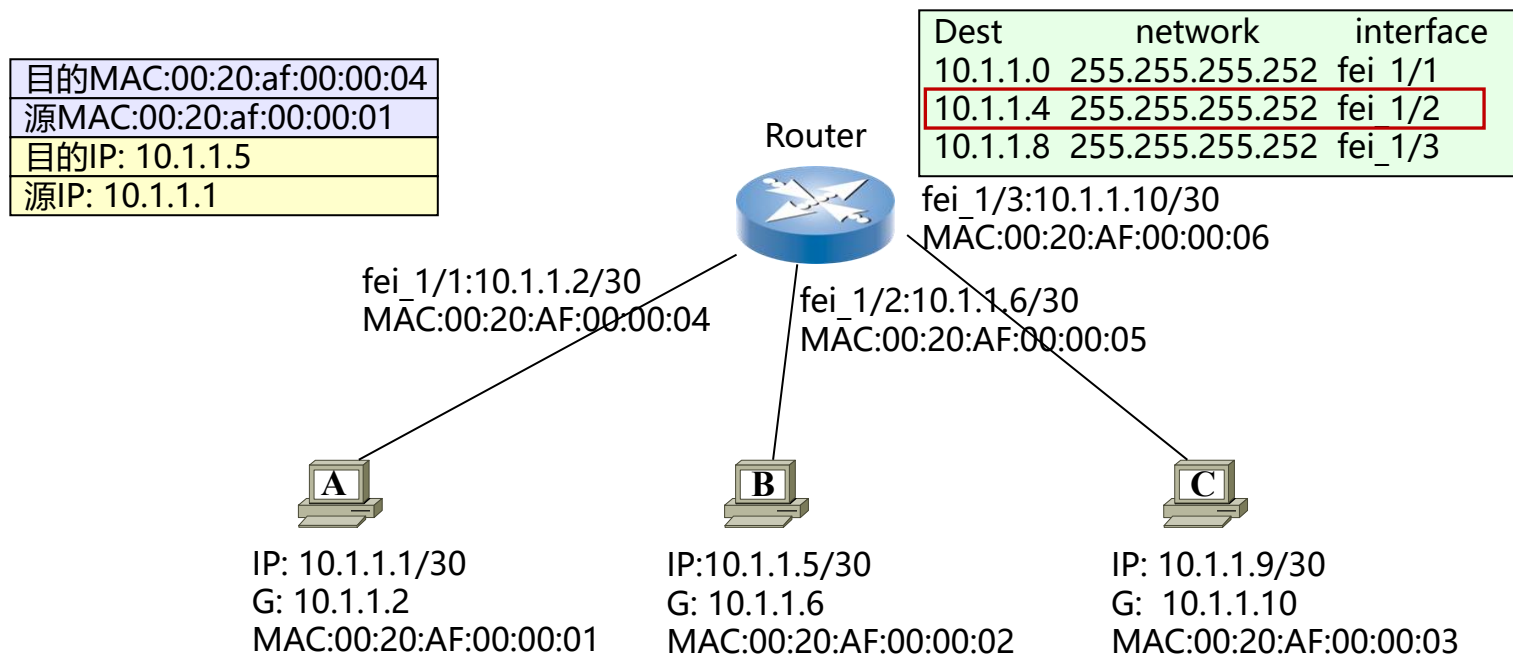 目的MAC:00:20:af:00:00:04
源MAC:00:20:af:00:00:01
目的IP: 10.1.1.5
源IP: 10.1.1.1
Dest network interface
10.1.1.0 255.255.255.252 fei_1/1
10.1.1.4 255.255.255.252 fei_1/2
10.1.1.8 255.255.255.252 fei_1/3
Router
fei_1/3:10.1.1.10/30
MAC:00:20:AF:00:00:06
fei_1/1:10.1.1.2/30
MAC:00:20:AF:00:00:04
fei_1/2:10.1.1.6/30
MAC:00:20:AF:00:00:05
A
B
C
IP: 10.1.1.1/30
G: 10.1.1.2
MAC:00:20:AF:00:00:01
IP:10.1.1.5/30
G: 10.1.1.6
MAC:00:20:AF:00:00:02
IP: 10.1.1.9/30
G: 10.1.1.10
MAC:00:20:AF:00:00:03